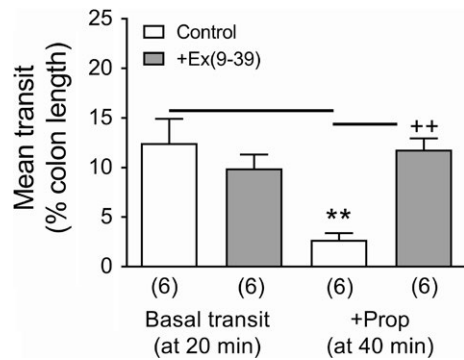 Control
+Ex(9-39)
Mean transit
(% colon length)
25
20
15
10
5
0
**
++
(6) (6) (6) (6)
Basal transit +Prop
(at 20 min) (at 40 min)